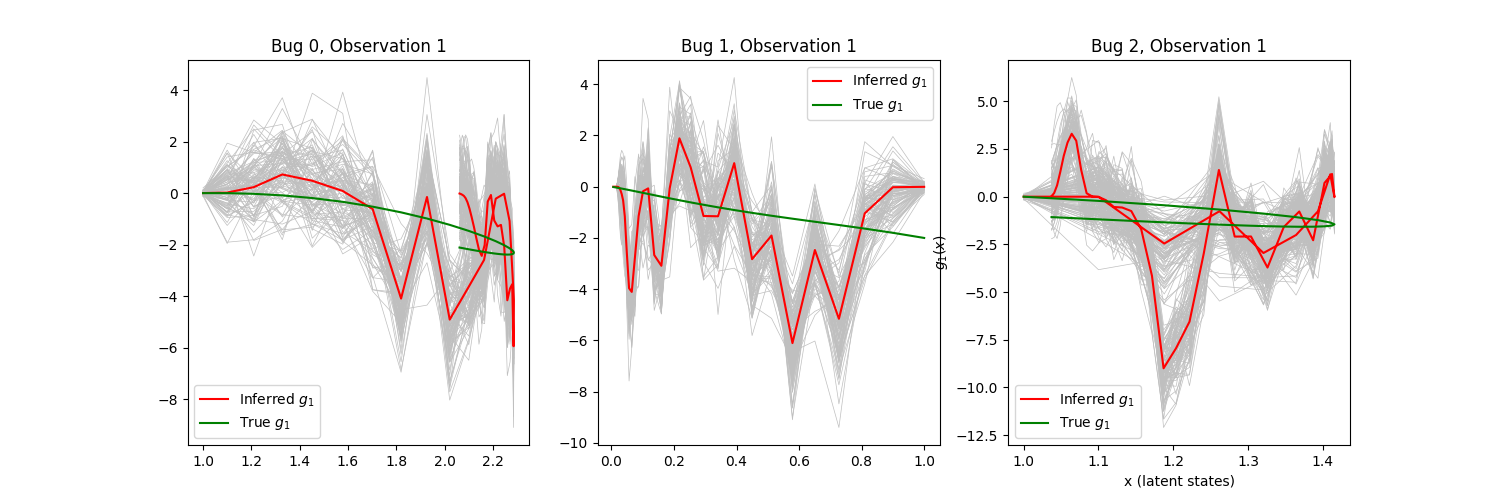 Bug 0, Observation 1
4
2
0
−2
−4
−6
−8
1.0 1.2 1.4 1.6 1.8 2.0 2.2
Inferred g₁
True g₁
Bug 1, Observation 1
4
2
0
−2
−4
−6
−8
−10
0.0 0.2 0.4 0.6 0.8 1.0
Inferred g₁
True g₁
Bug 2, Observation 1
g₁(x)
5.0
2.5
0.0
−2.5
−5.0
−7.5
−10.0
−12.5
1.0 1.1 1.2 1.3 1.4
x (latent states)
Inferred g₁
True g₁